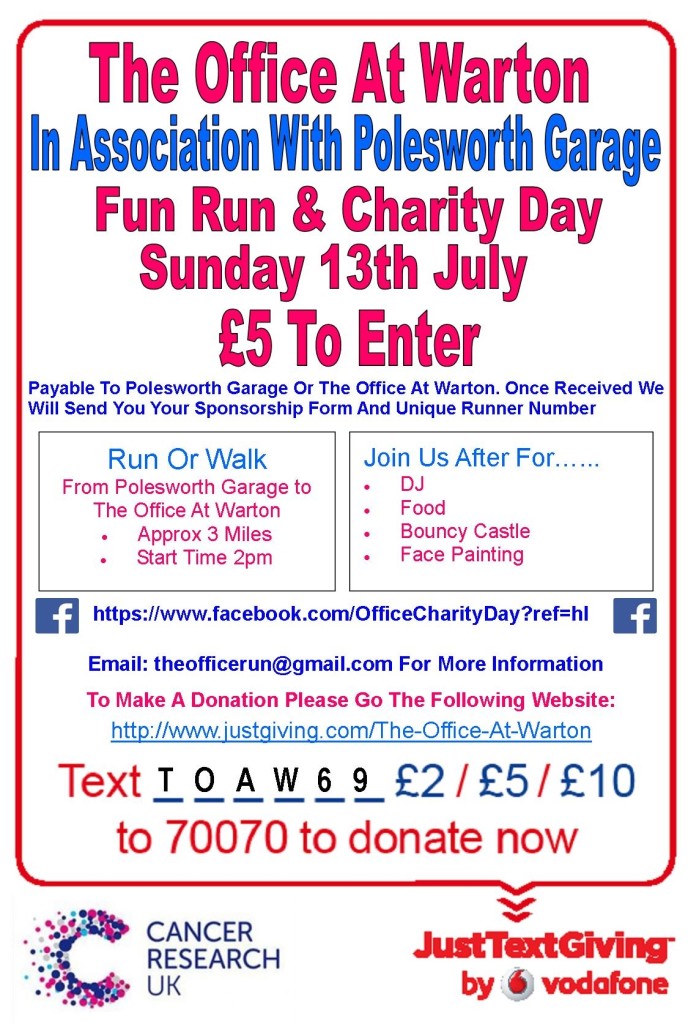 The Office At Warton
In Association With Polesworth Garage
Fun Run & Charity Day
Sunday 13th July
£5 To Enter
Payable To Polesworth Garage Or The Office At Warton. Once Received We
Will Send You Your Sponsorship Form And Unique Runner Number
Run Or Walk
From Polesworth Garage to
The Office At Warton
• Approx 3 Miles
• Start Time 2pm
Join Us After For…...
• DJ
• Food
• Bouncy Castle
• Face Painting
f https://www.facebook.com/OfficeCharityDay?ref=hl f
Email: theofficerun@gmail.com For More Information
To Make A Donation Please Go The Following Website:
http://www.justgiving.com/The-Office-At-Warton
Text T O A W 6 9 £2 / £5 / £10
to 70070 to donate now
CANCER
RESEARCH
UK
JustTextGiving™
by vodafone